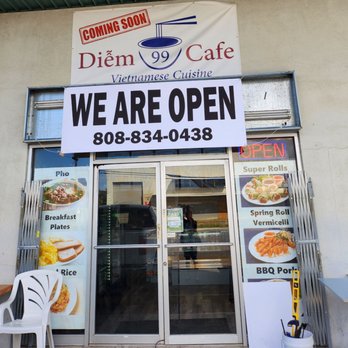 COMING SOON
Diễm 99 Cafe
Vietnamese Cuisine
WE ARE OPEN
808-834-0438
OPEN
Pho
Breakfast
Plates
Rice
Super Rolls
Spring Roll
Vermicelli
BBQ Pork